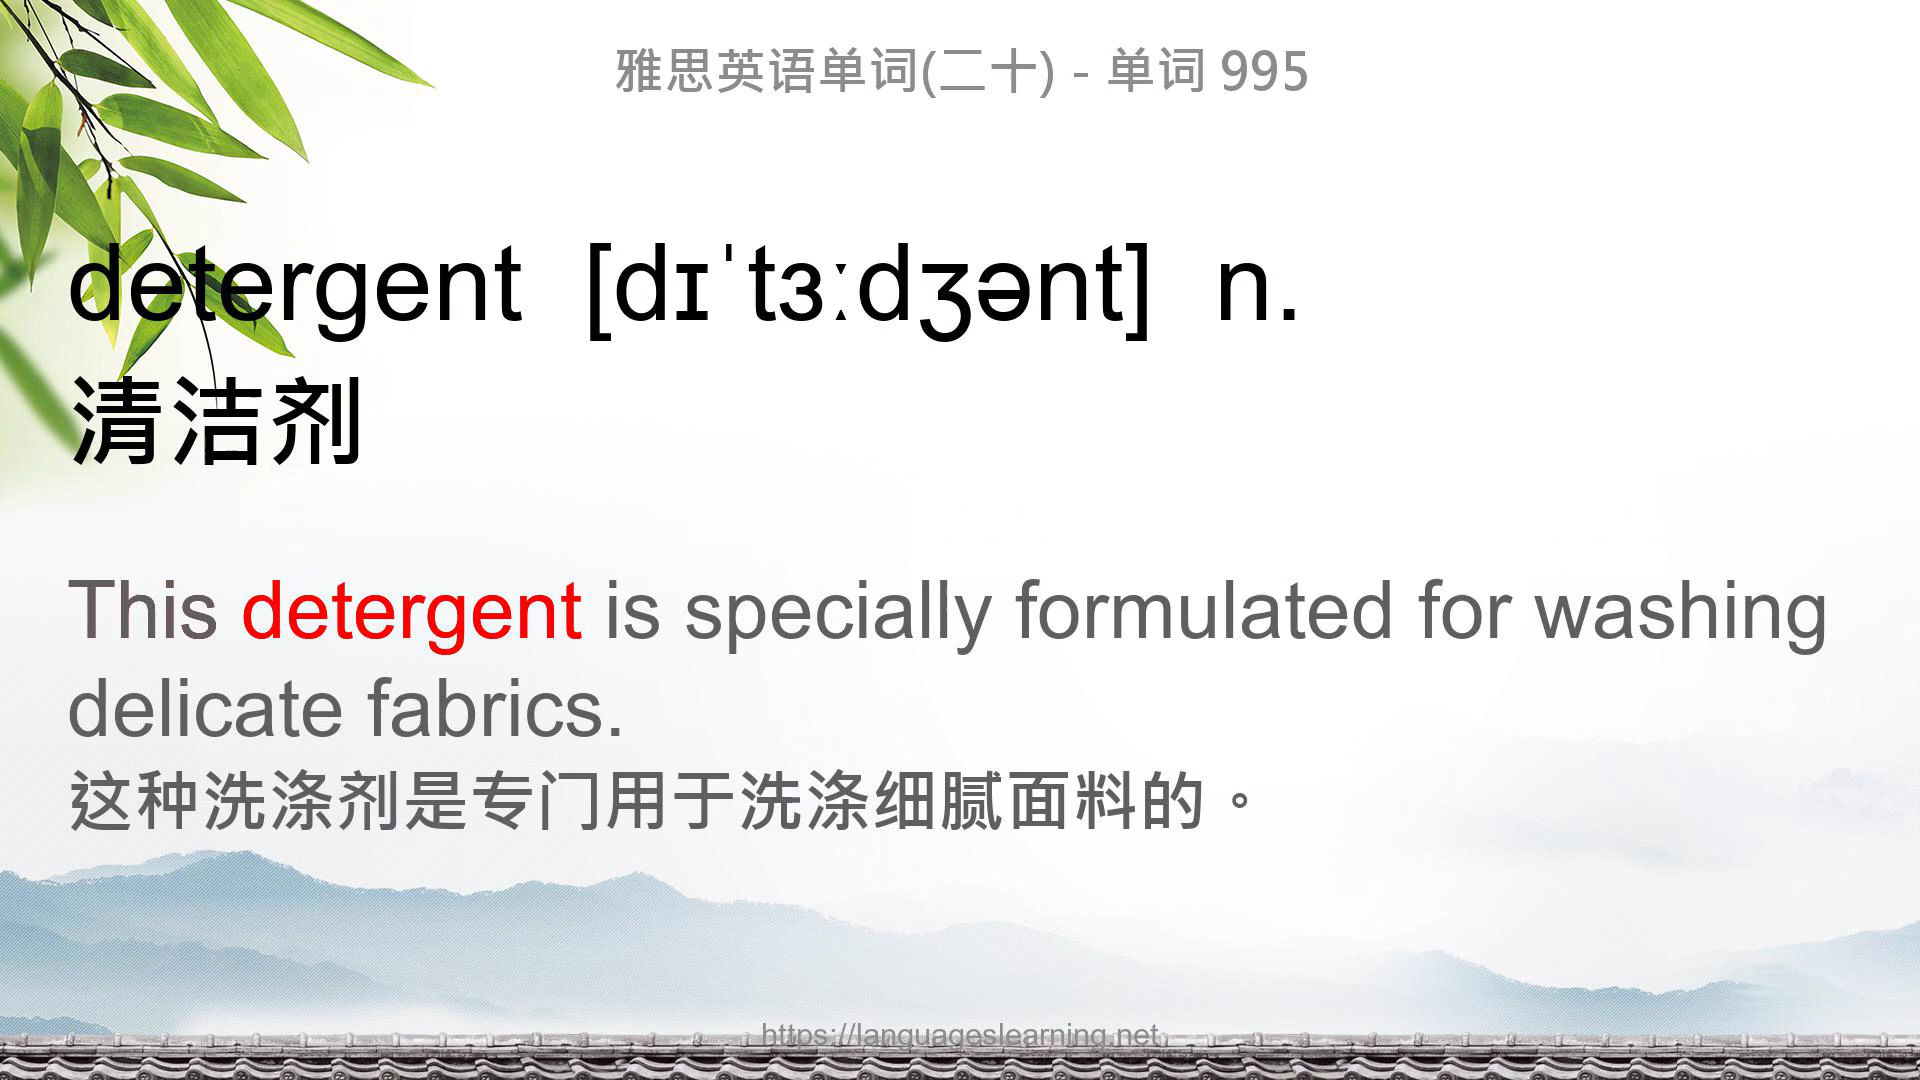 雅思英语单词(二十) - 单词 995
detergent [dɪˈtɜːdʒənt] n.
清洁剂
This detergent is specially formulated for washing
delicate fabrics.
这种洗涤剂是专门用于洗涤细腻面料的。
https://languageslearning.net